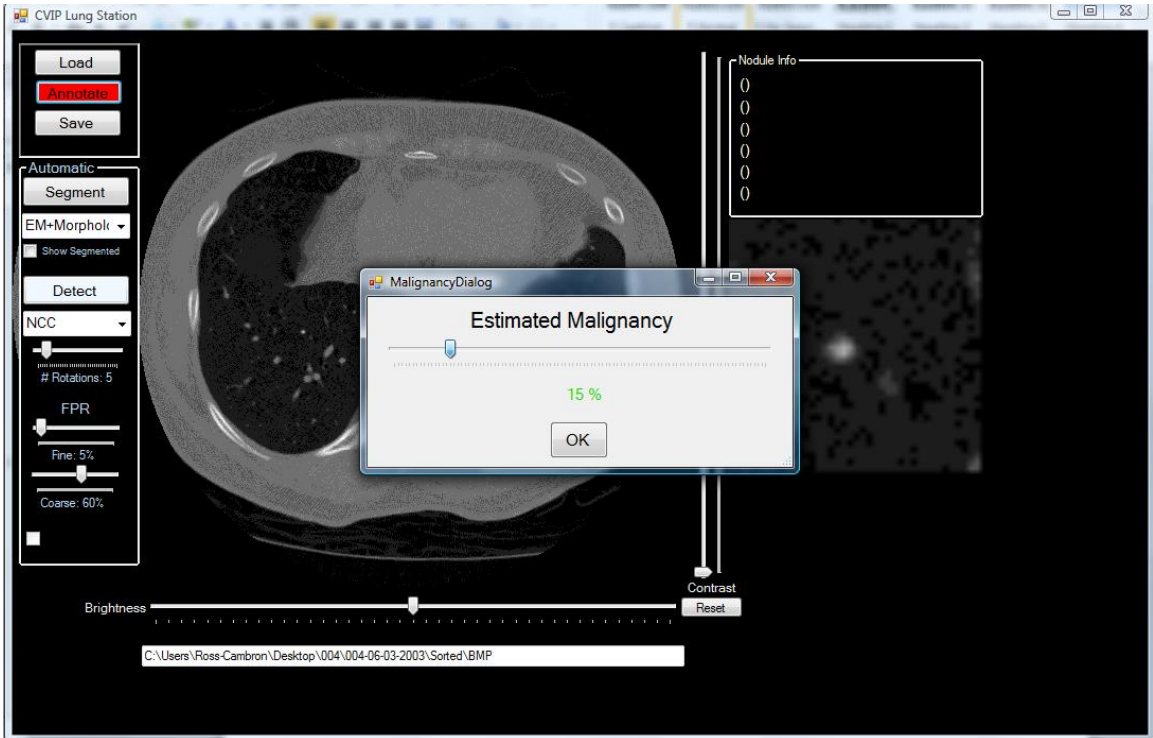 CVIP Lung Station
Load
Annotate
Save
Automatic
Segment
EM+Morphol
Show Segmented
Detect
NCC
# Rotations: 5
FPR
Fine: 5%
Coarse: 60%
Nodule Info
()
()
()
()
()
()
MalignancyDialog
Estimated Malignancy
15 %
OK
Contrast
Reset
Brightness
C:\Users\Ross-Cambron\Desktop\004\004-06-03-2003\Sorted\BMP